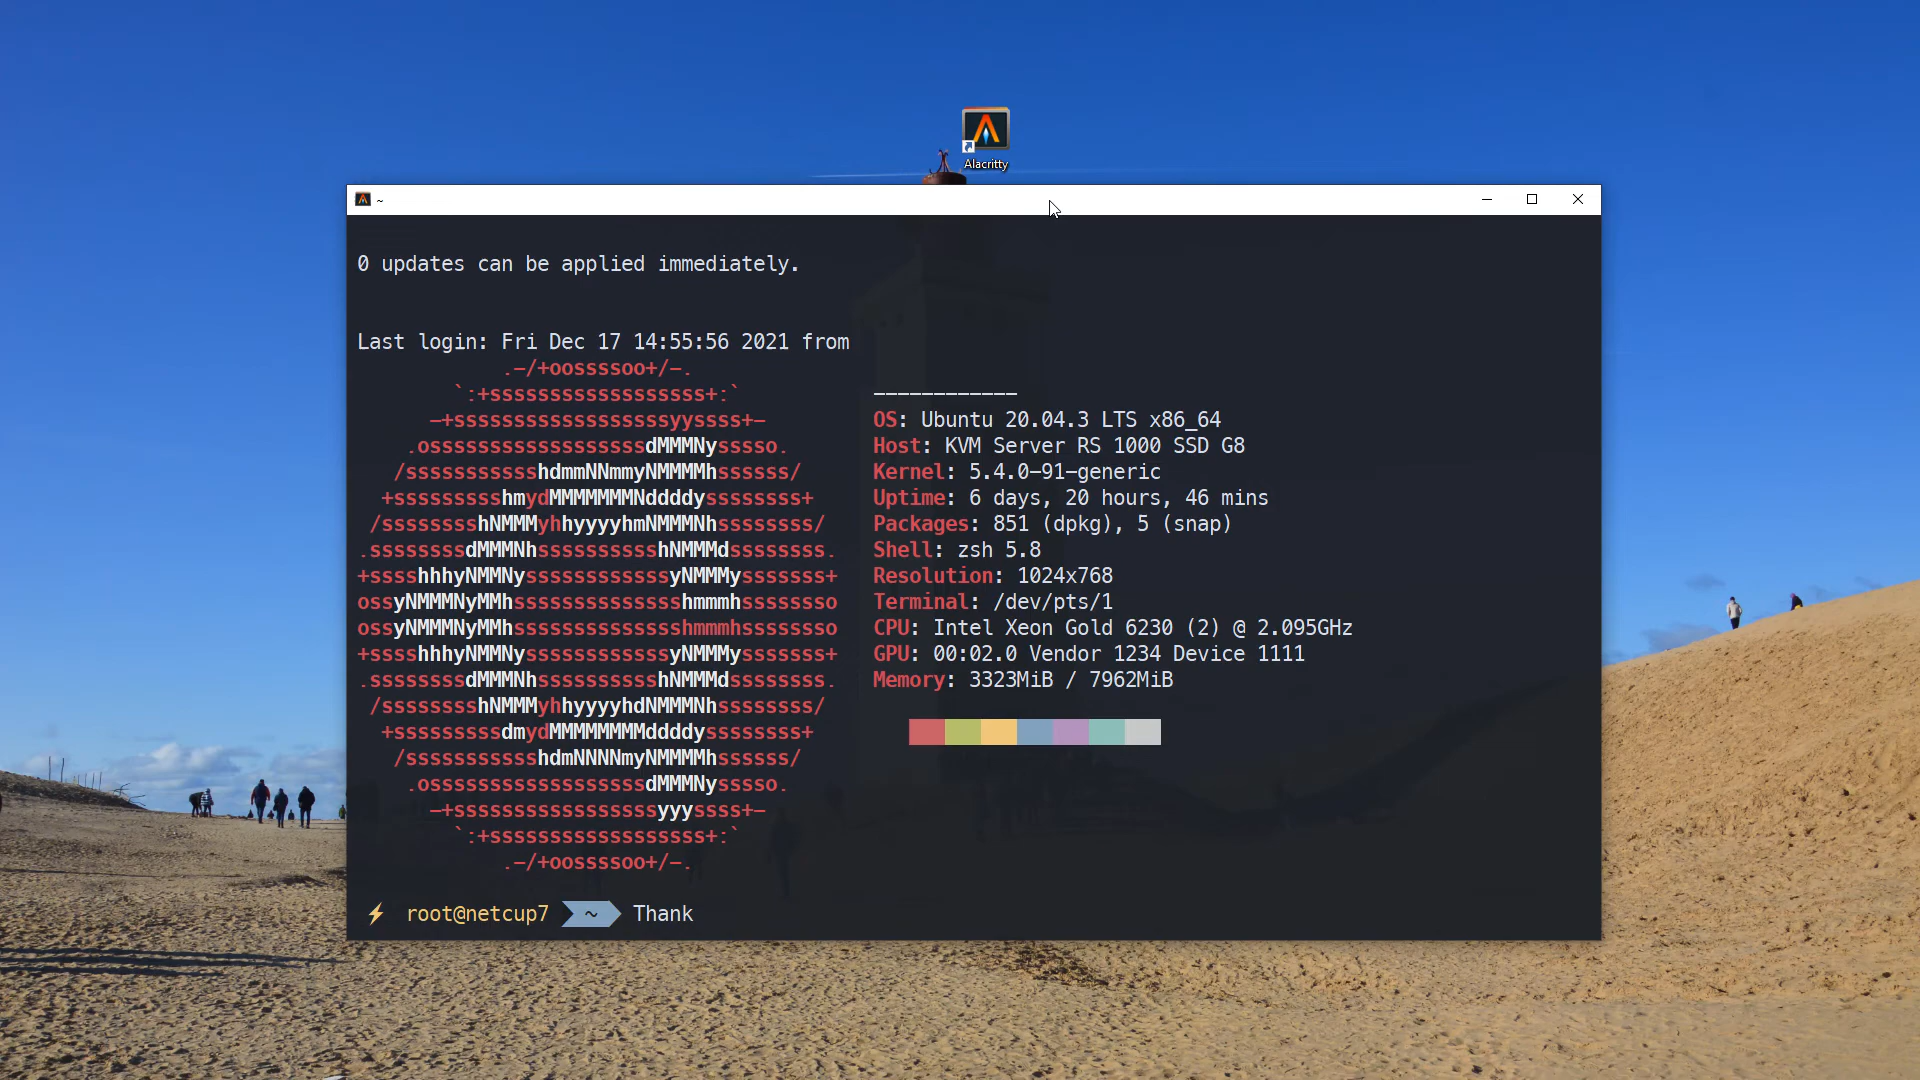 Alacritty
~
0 updates can be applied immediately.
Last login: Fri Dec 17 14:55:56 2021 from
.-/+oossssoo+/-.
`:+ssssssssssssssssss+:`
-+ssssssssssssssssssyyssss+-
.ossssssssssssssssssdMMMNysssso.
/ssssssssssshdmmNNmmyNMMMMhssssss/
+ssssssssshmydMMMMMMMNddddyssssssss+
/sssssssshNMMMyhhyyyyhmNMMMNhssssssss/
.ssssssssdMMMNhsssssssssshNMMMdssssssss.
+sssshhhyNMMNyssssssssssssyNMMMysssssss+
ossyNMMMNyMMhsssssssssssssshmmmhssssssso
ossyNMMMNyMMhsssssssssssssshmmmhssssssso
+sssshhhyNMMNyssssssssssssyNMMMysssssss+
.ssssssssdMMMNhsssssssssshNMMMdssssssss.
/sssssssshNMMMyhhyyyyhdNMMMNhssssssss/
+sssssssssdmydMMMMMMMMddddyssssssss+
/ssssssssssshdmNNNNmyNMMMMhssssss/
.ossssssssssssssssssdMMMNysssso.
-+sssssssssssssssssyyyssss+-
`:+ssssssssssssssssss+:`
.-/+oossssoo+/-.
------------
OS: Ubuntu 20.04.3 LTS x86_64
Host: KVM Server RS 1000 SSD G8
Kernel: 5.4.0-91-generic
Uptime: 6 days, 20 hours, 46 mins
Packages: 851 (dpkg), 5 (snap)
Shell: zsh 5.8
Resolution: 1024x768
Terminal: /dev/pts/1
CPU: Intel Xeon Gold 6230 (2) @ 2.095GHz
GPU: 00:02.0 Vendor 1234 Device 1111
Memory: 3323MiB / 7962MiB
⚡ root@netcup7 ~ Thank